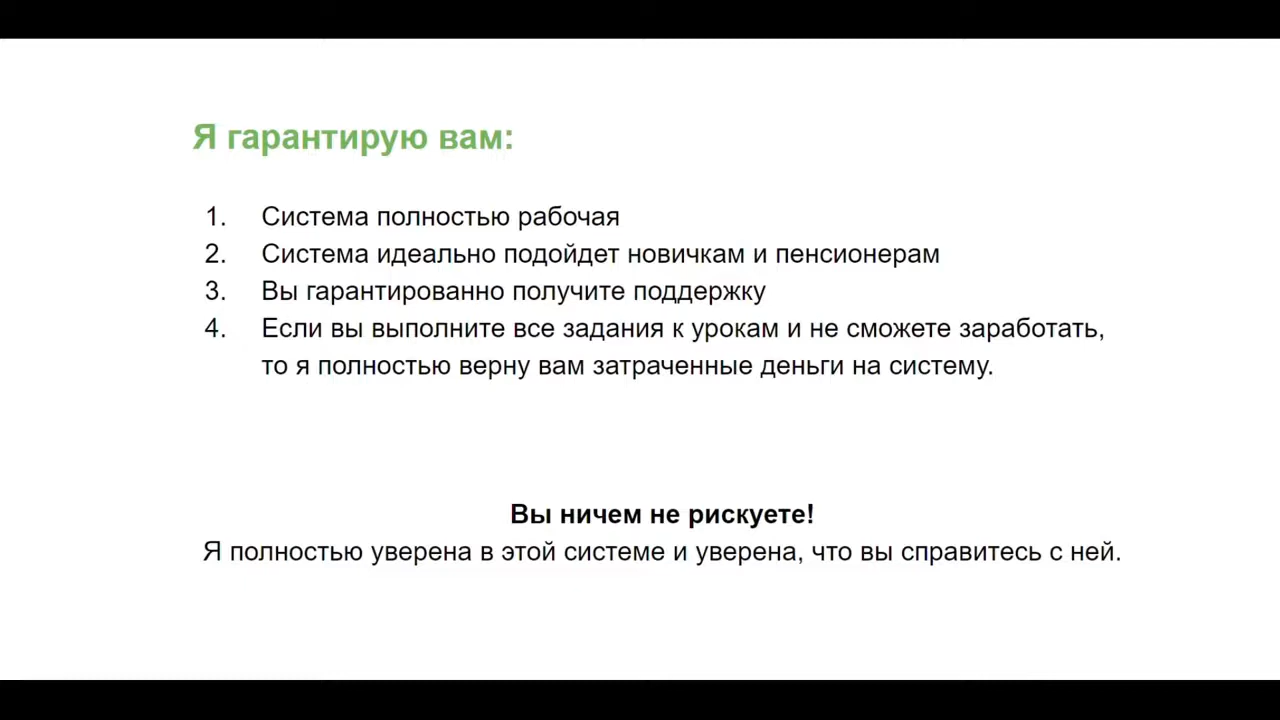 Я гарантирую вам:
1. Система полностью рабочая
2. Система идеально подойдет новичкам и пенсионерам
3. Вы гарантированно получите поддержку
4. Если вы выполните все задания к урокам и не сможете заработать,
то я полностью верну вам затраченные деньги на систему.
Вы ничем не рискуете!
Я полностью уверена в этой системе и уверена, что вы справитесь с ней.